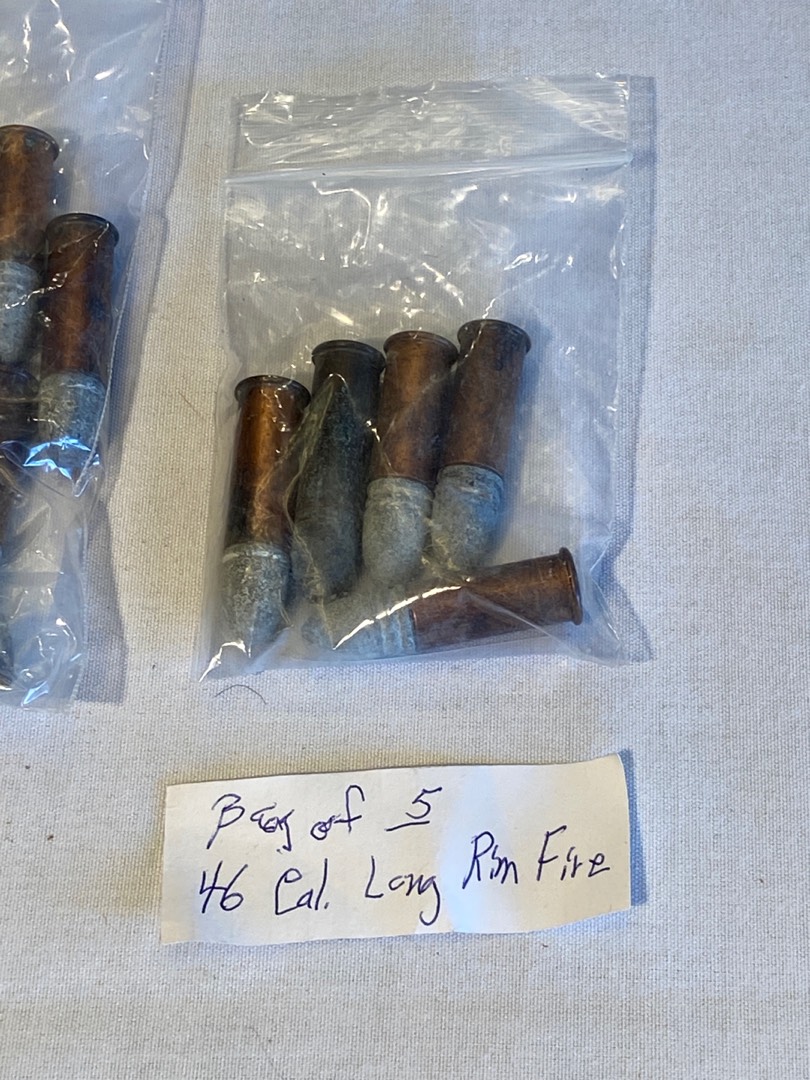 Bag of 5
46 Cal. Long Rim Fire